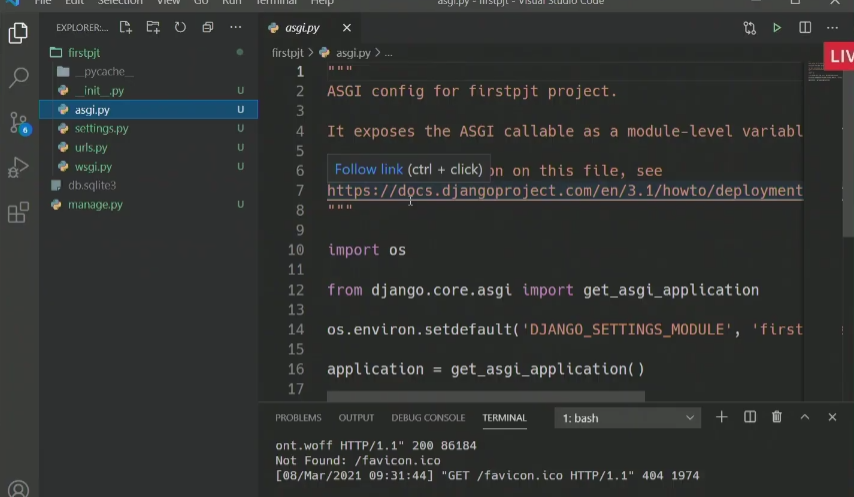 File Edit Selection View Go Run Terminal Help
asgi.py - firstpjt - Visual Studio Code
EXPLORER:...
asgi.py
firstpjt
firstpjt > asgi.py > ...
LIV
__pycache__
__init__.py U
asgi.py U
settings.py U
urls.py U
wsgi.py U
db.sqlite3
manage.py U
6
1 """
2 ASGI config for firstpjt project.
3
4 It exposes the ASGI callable as a module-level variabl
5
Follow link (ctrl + click)
6 on on this file, see
7 https://docs.djangoproject.com/en/3.1/howto/deployment
8 """
9
10 import os
11
12 from django.core.asgi import get_asgi_application
13
14 os.environ.setdefault('DJANGO_SETTINGS_MODULE', 'first
15
16 application = get_asgi_application()
17
PROBLEMS OUTPUT DEBUG CONSOLE TERMINAL 1: bash
ont.woff HTTP/1.1" 200 86184
Not Found: /favicon.ico
[08/Mar/2021 09:31:44] "GET /favicon.ico HTTP/1.1" 404 1974